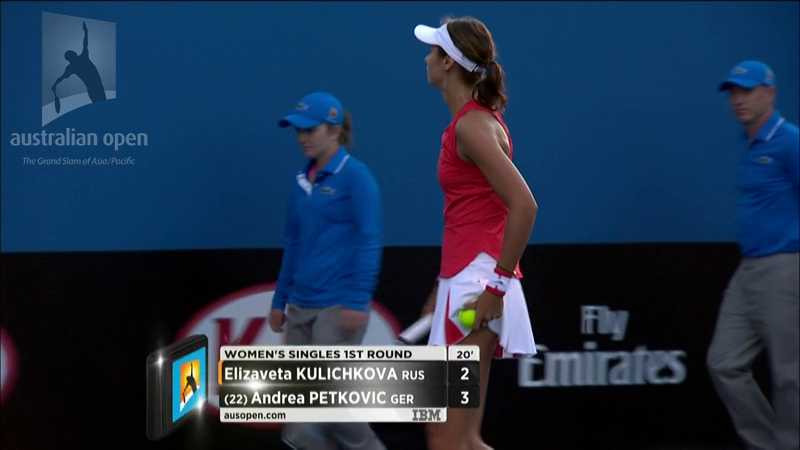 australian open
The Grand Slam of Asia/Pacific
WOMEN'S SINGLES 1ST ROUND 20'
Elizaveta KULICHKOVA RUS 2
(22) Andrea PETKOVIC GER 3
ausopen.com IBM
Fly
Emirates